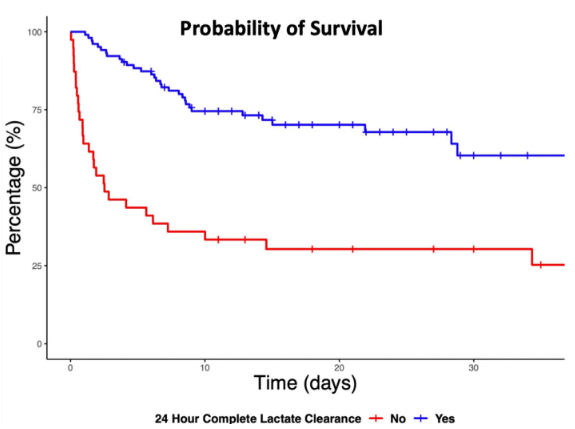 Probability of Survival
Percentage (%)
100
75
50
25
0
0 10 20 30
Time (days)
24 Hour Complete Lactate Clearance No Yes